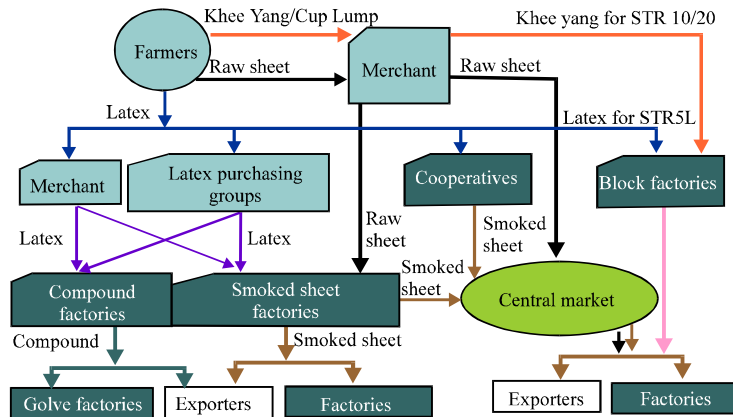 Khee Yang/Cup Lump
Khee yang for STR 10/20
Farmers
Merchant
Raw sheet
Raw sheet
Latex
Latex for STR5L
Merchant
Latex purchasing
groups
Cooperatives
Block factories
Latex
Latex
Raw
sheet
Smoked
sheet
Smoked
sheet
Compound
factories
Smoked sheet
factories
Central market
Compound
Smoked sheet
Golve factories
Exporters
Factories
Exporters
Factories